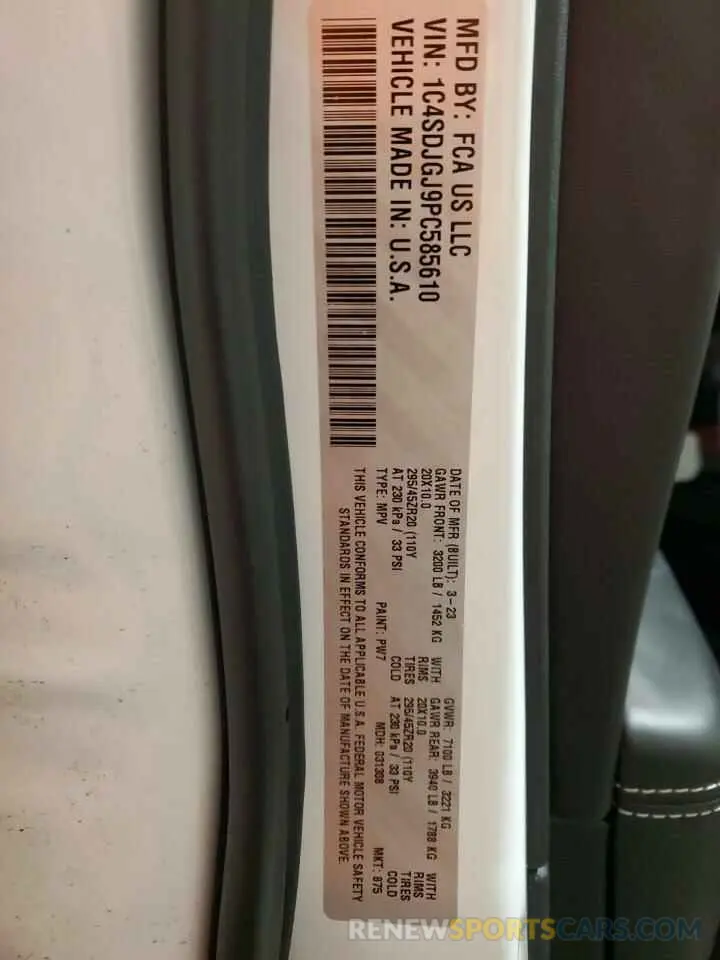 MFD BY: FCA US LLC
VIN: 1C4SDJGJ9PC585610
VEHICLE MADE IN: U.S.A.
DATE OF MFR (BUILT): 3-23 GVWR: 7100 LB / 3221 KG
GAWR FRONT: 3200 LB / 1452 KG WITH GAWR REAR: 3940 LB / 1788 KG WITH
20X10.0 RIMS 20X10.0 RIMS
295/45ZR20 (110Y TIRES 295/45ZR20 (110Y TIRES
AT 230 kPa / 33 PSI COLD AT 230 kPa / 33 PSI COLD
TYPE: MPV PAINT: PW7 MDH: 031308 MKT: 875
THIS VEHICLE CONFORMS TO ALL APPLICABLE U.S.A. FEDERAL MOTOR VEHICLE SAFETY
STANDARDS IN EFFECT ON THE DATE OF MANUFACTURE SHOWN ABOVE.
RENEWSPORTSCARS.COM